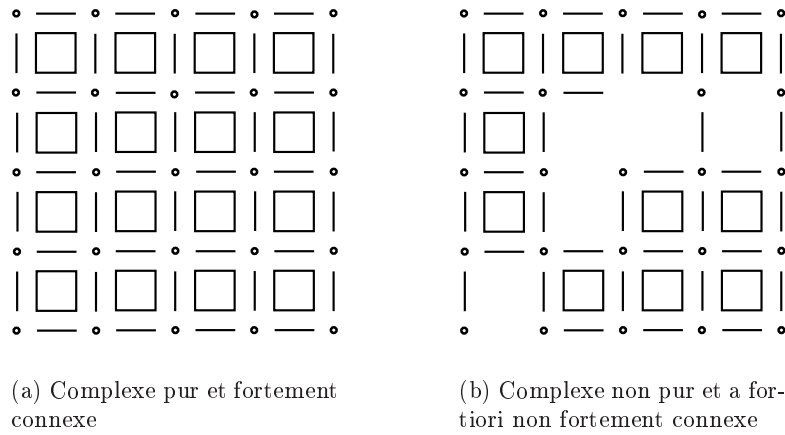 (a) Complexe pur et fortement
connexe
(b) Complexe non pur et a for-
tiori non fortement connexe